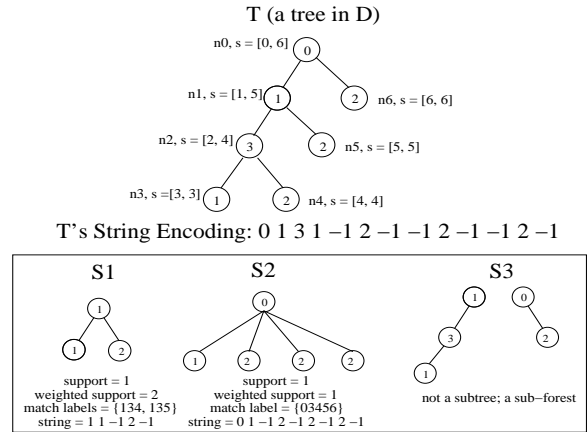 T (a tree in D)
n0, s = [0, 6]
0
n1, s = [1, 5]
1
2
n6, s = [6, 6]
n2, s = [2, 4]
3
2
n5, s = [5, 5]
n3, s =[3, 3]
1
2
n4, s = [4, 4]
T's String Encoding: 0 1 3 1 −1 2 −1 −1 2 −1 −1 2 −1
S1
S2
S3
1
0
1
0
3
2
1
2
1
2
2
2
1
support = 1
weighted support = 2
match labels = {134, 135}
string = 1 1 −1 2 −1
support = 1
weighted support = 1
match label = {03456}
string = 0 1 −1 2 −1 2 −1 2 −1
not a subtree; a sub−forest